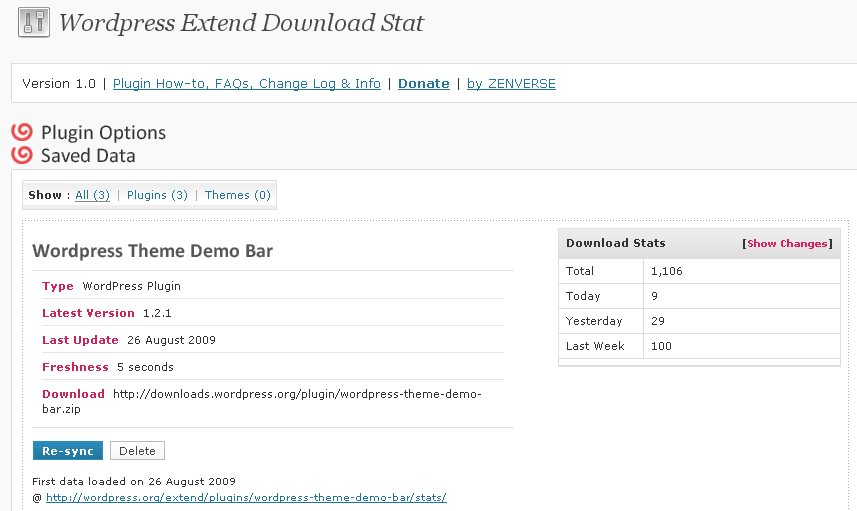 Wordpress Extend Download Stat
Version 1.0 | Plugin How-to, FAQs, Change Log & Info | Donate | by ZENVERSE
Plugin Options
Saved Data
Show : All (3) | Plugins (3) | Themes (0)
Wordpress Theme Demo Bar
Type WordPress Plugin
Latest Version 1.2.1
Last Update 26 August 2009
Freshness 5 seconds
Download http://downloads.wordpress.org/plugin/wordpress-theme-demo-
bar.zip
Re-sync Delete
First data loaded on 26 August 2009
@ http://wordpress.org/extend/plugins/wordpress-theme-demo-bar/stats/
Download Stats [Show Changes]
Total 1,106
Today 9
Yesterday 29
Last Week 100